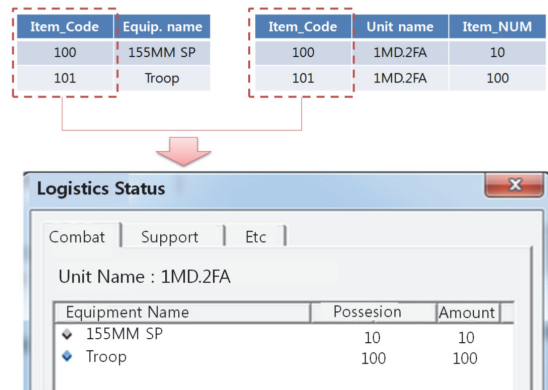 Item_Code Equip. name
100 155MM SP
101 Troop
Item_Code Unit name Item_NUM
100 1MD.2FA 10
101 1MD.2FA 100
Logistics Status
x
Combat Support Etc
Unit Name : 1MD.2FA
Equipment Name Possesion Amount
155MM SP 10 10
Troop 100 100